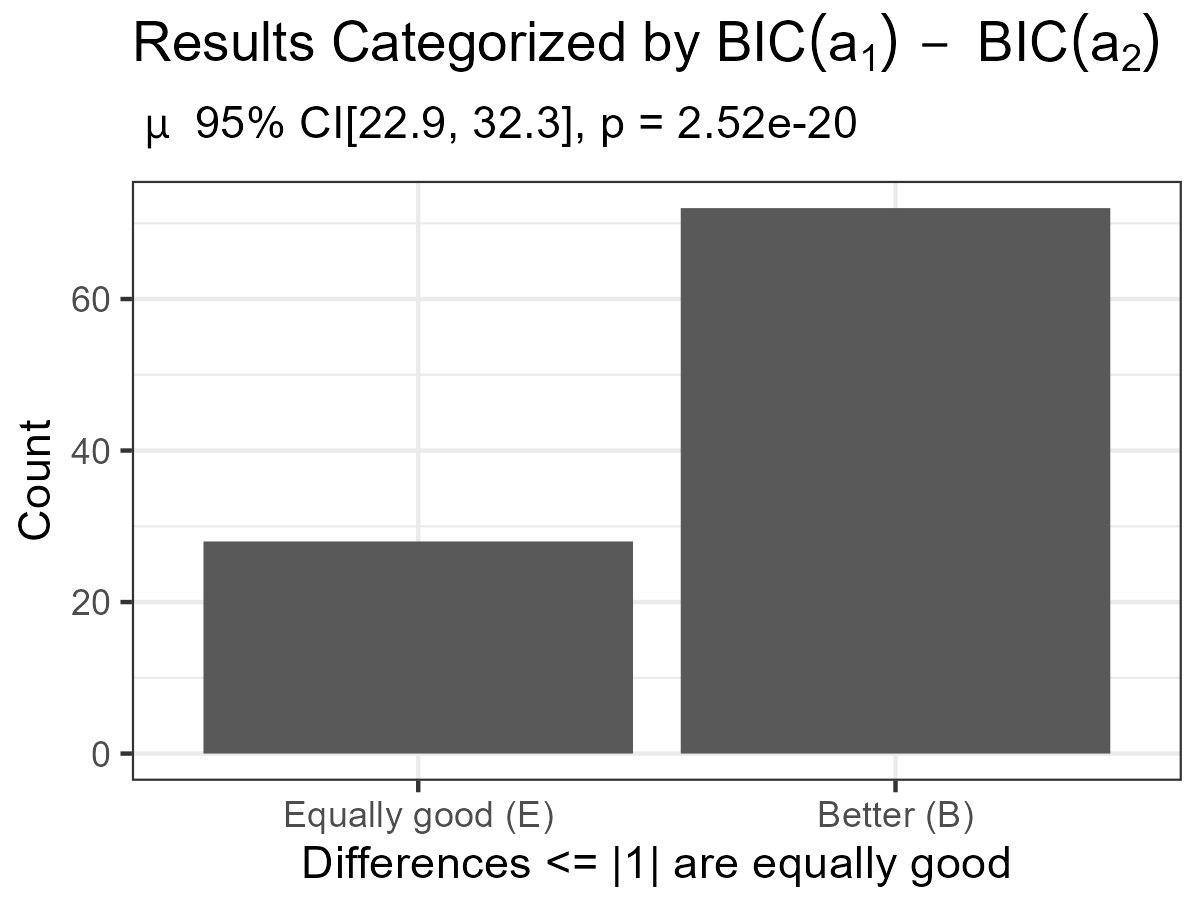 Results Categorized by BIC(a₁) − BIC(a₂)
μ 95% CI[22.9, 32.3], p = 2.52e-20
Count
60
40
20
0
Equally good (E) Better (B)
Differences <= |1| are equally good